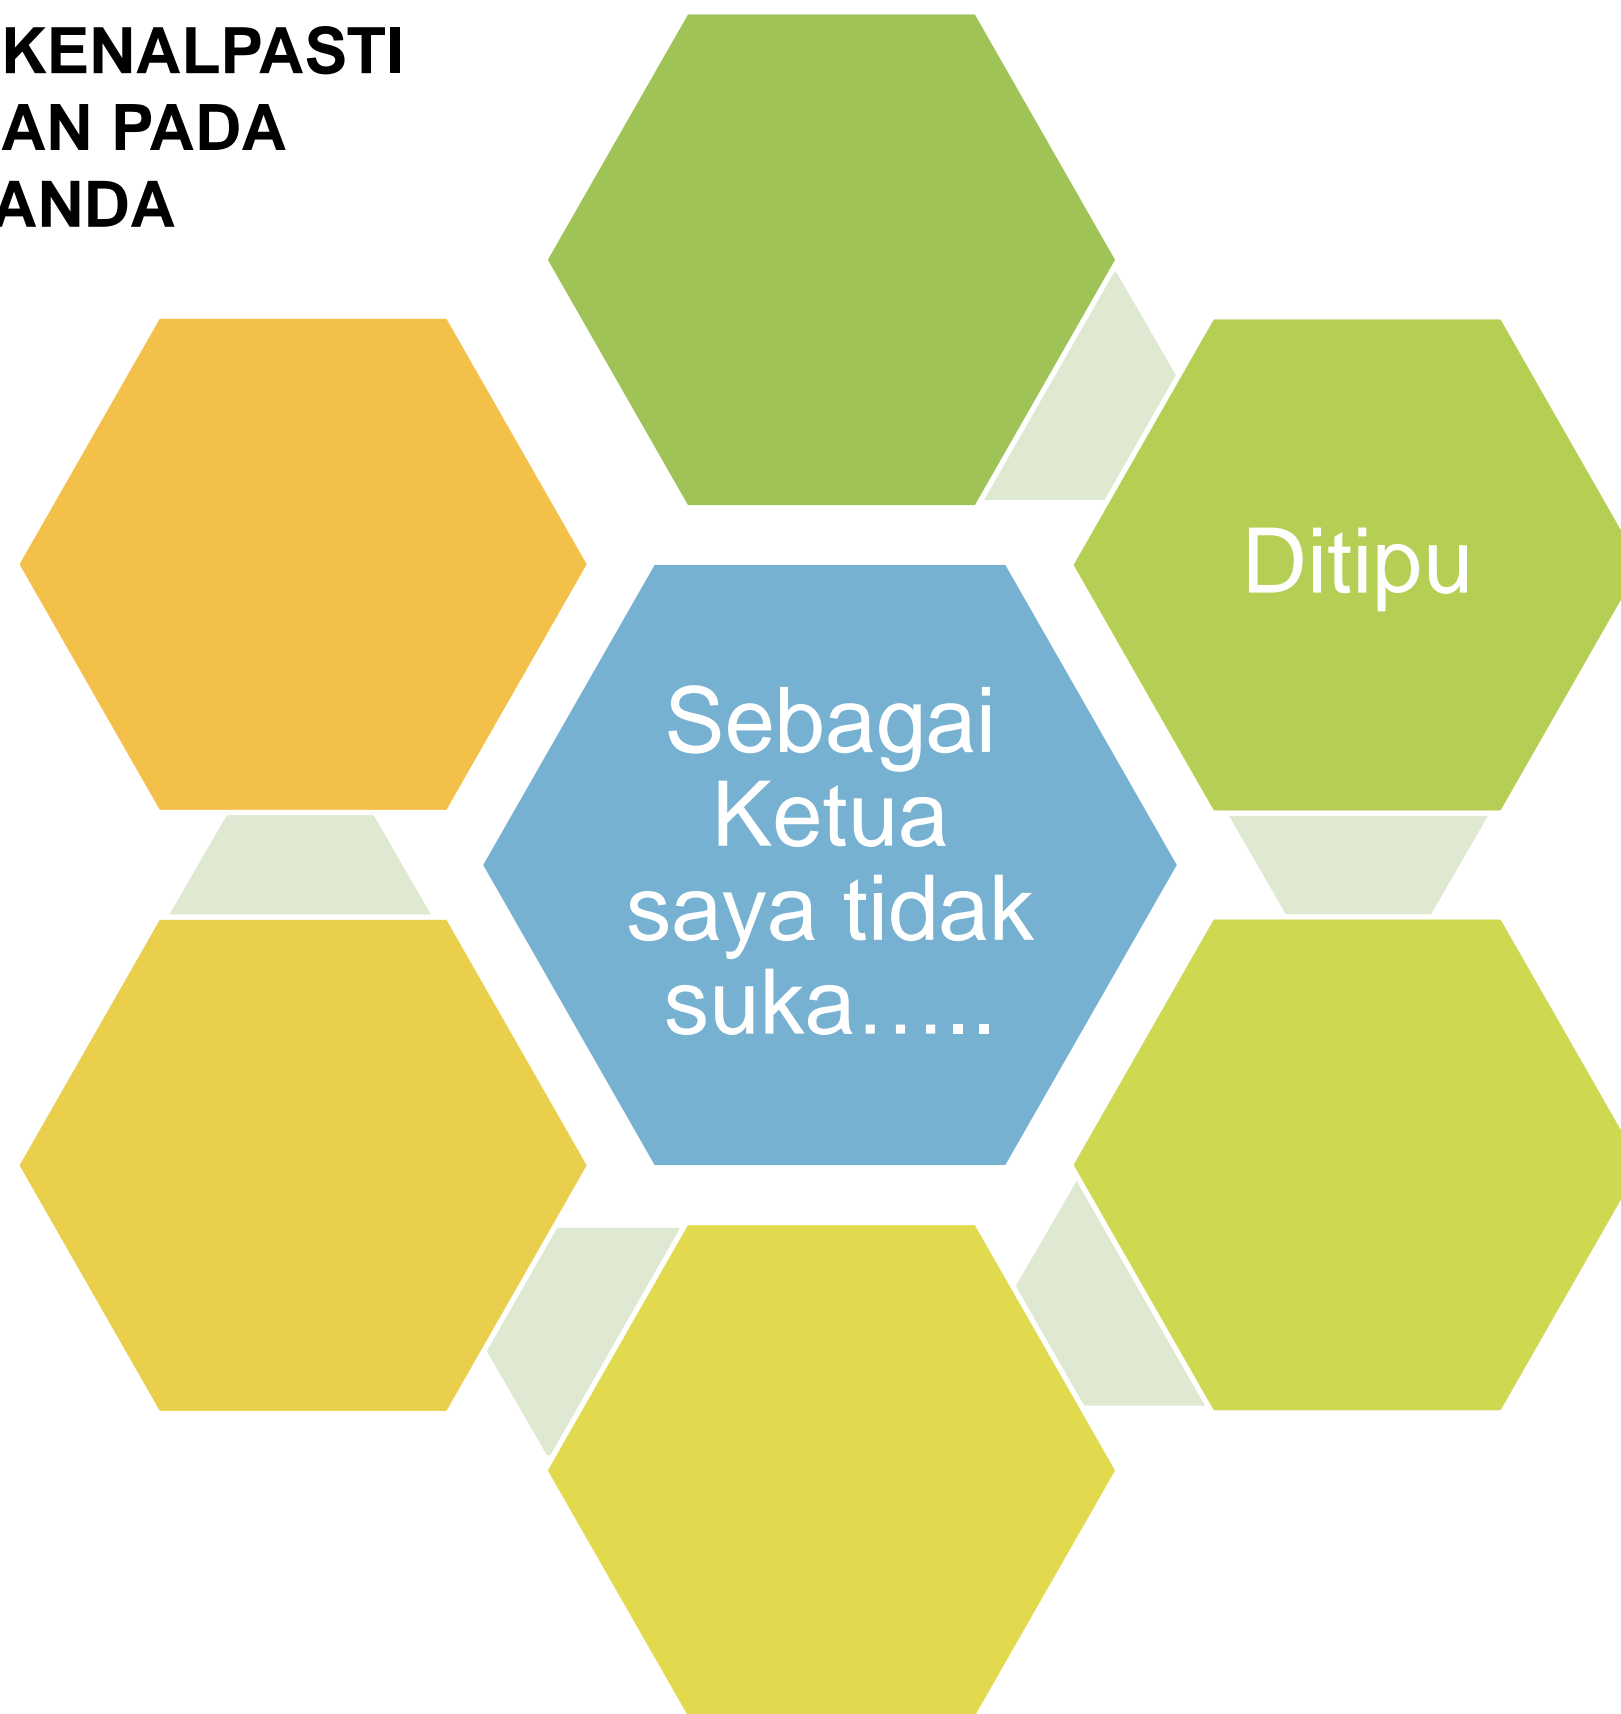 KENALPASTI
AN PADA
ANDA
Ditipu
Sebagai
Ketua
saya tidak
suka…..